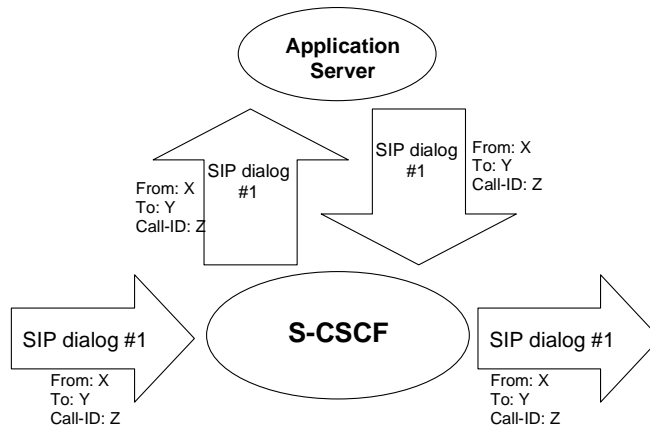 Application
Server
SIP dialog
#1
From: X
To: Y
Call-ID: Z
SIP dialog
#1
From: X
To: Y
Call-ID: Z
S-CSCF
SIP dialog #1
From: X
To: Y
Call-ID: Z
SIP dialog #1
From: X
To: Y
Call-ID: Z